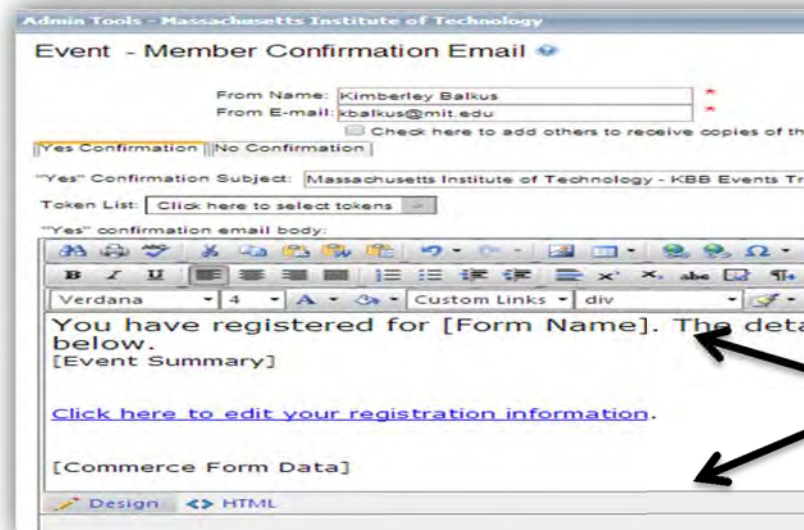 Admin Tools - Massachusetts Institute of Technology
Event - Member Confirmation Email
From Name: Kimberley Balkus *
From E-mail: kbalkus@mit.edu *
Check here to add others to receive copies of th
Yes Confirmation No Confirmation
"Yes" Confirmation Subject: Massachusetts Institute of Technology - KBB Events Tr
Token List: Click here to select tokens
"Yes" confirmation email body:
B I U abe
Verdana 4 A Custom Links div
You have registered for [Form Name]. The deta
below.
[Event Summary]
Click here to edit your registration information.
[Commerce Form Data]
Design <> HTML